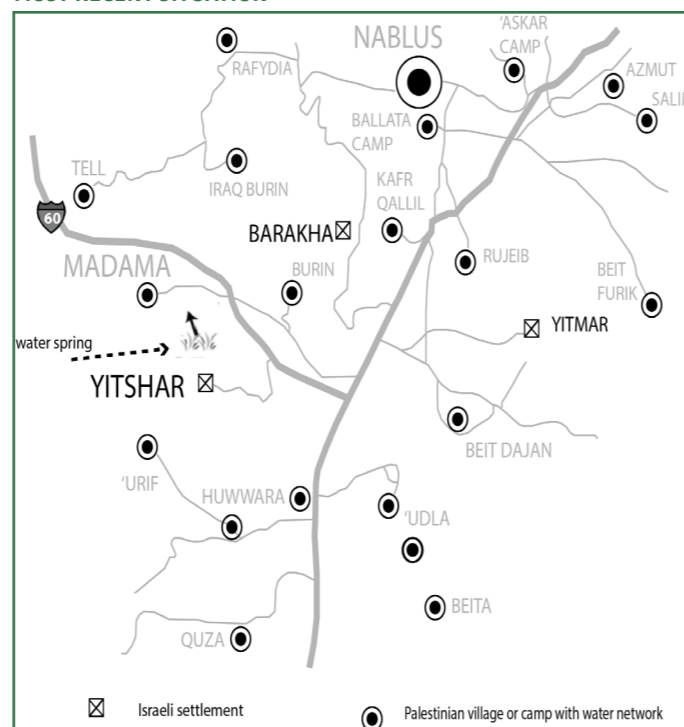 NABLUS
'ASKAR
CAMP
RAFYDIA
AZMUT
BALLATA
CAMP
TELL
IRAQ BURIN
KAFR
QALLIL
60
BARAKHA
MADAMA
BURIN
RUJEIB
BEIT
FURIK
water spring
YITMAR
YITSHAR
BEIT DAJAN
'URIF
HUWWARA
'UDLA
BEITA
QUZA
Israeli settlement
Palestinian village or camp with water network